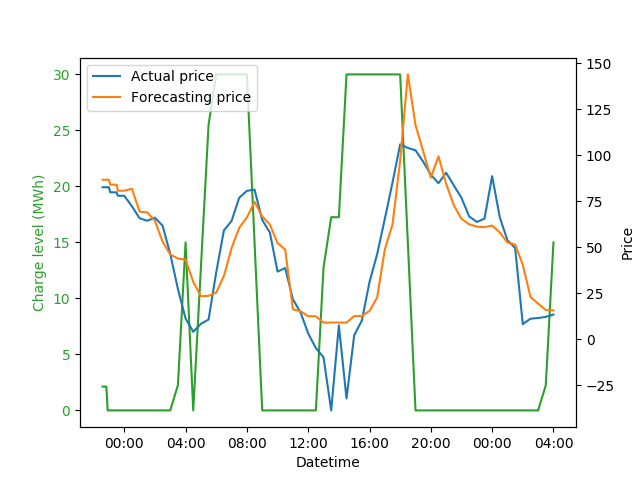 Actual price
Forecasting price
30
25
20
15
10
5
0
Charge level (MWh)
150
125
100
75
50
25
0
−25
Price
00:00 04:00 08:00 12:00 16:00 20:00 00:00 04:00
Datetime